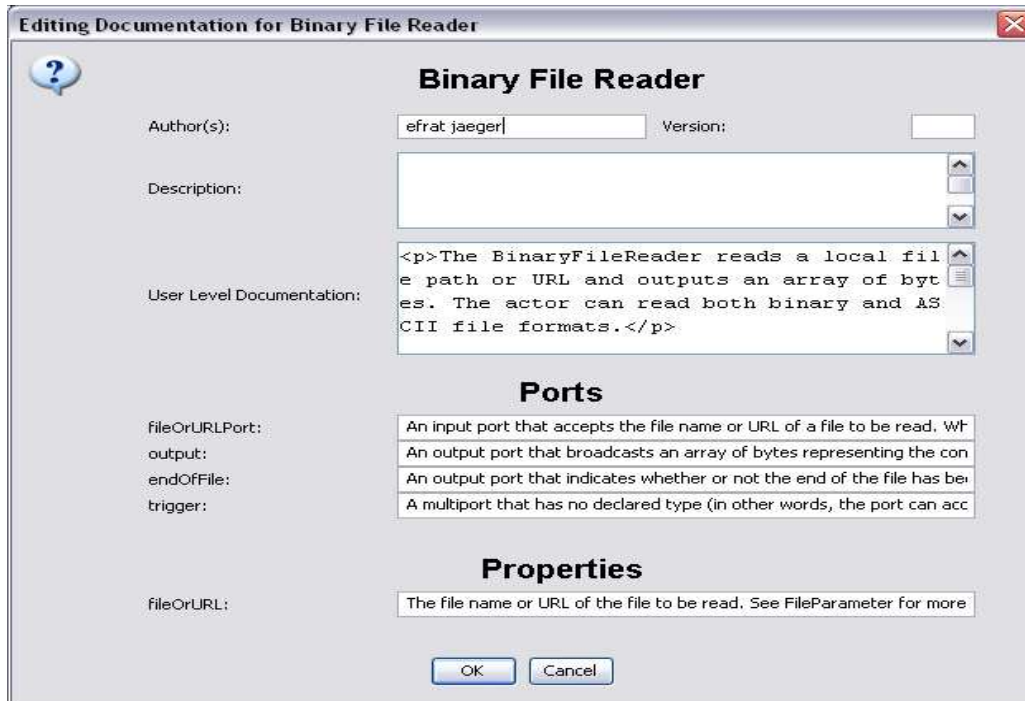 Editing Documentation for Binary File Reader
Binary File Reader
Author(s): efrat jaeger Version:
Description:
User Level Documentation:
<p>The BinaryFileReader reads a local fil
e path or URL and outputs an array of byt
es. The actor can read both binary and AS
CII file formats.</p>
Ports
fileOrURLPort: An input port that accepts the file name or URL of a file to be read. Wh
output: An output port that broadcasts an array of bytes representing the con
endOfFile: An output port that indicates whether or not the end of the file has be
trigger: A multiport that has no declared type (in other words, the port can acc
Properties
fileOrURL: The file name or URL of the file to be read. See FileParameter for more
OK Cancel